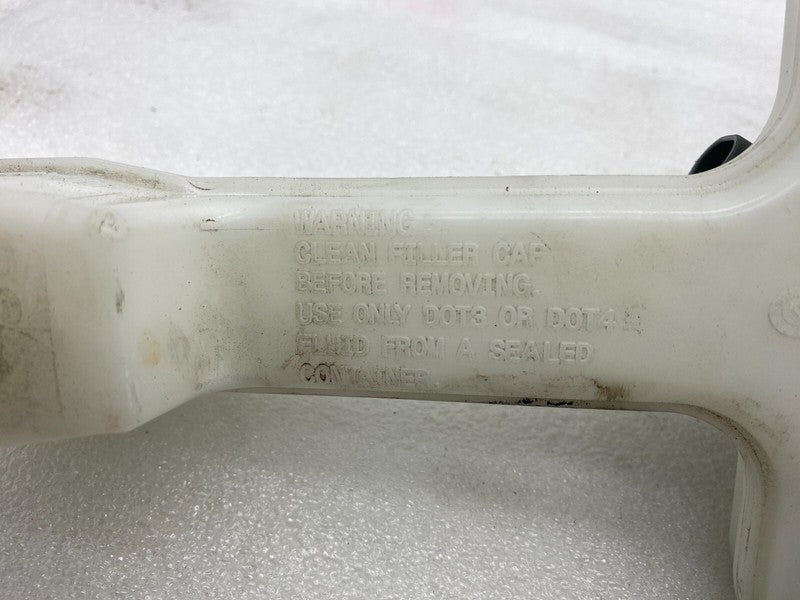 WARNING
CLEAN FILLER CAP
BEFORE REMOVING.
USE ONLY DOT3 OR DOT4
FLUID FROM A SEALED
CONTAINER